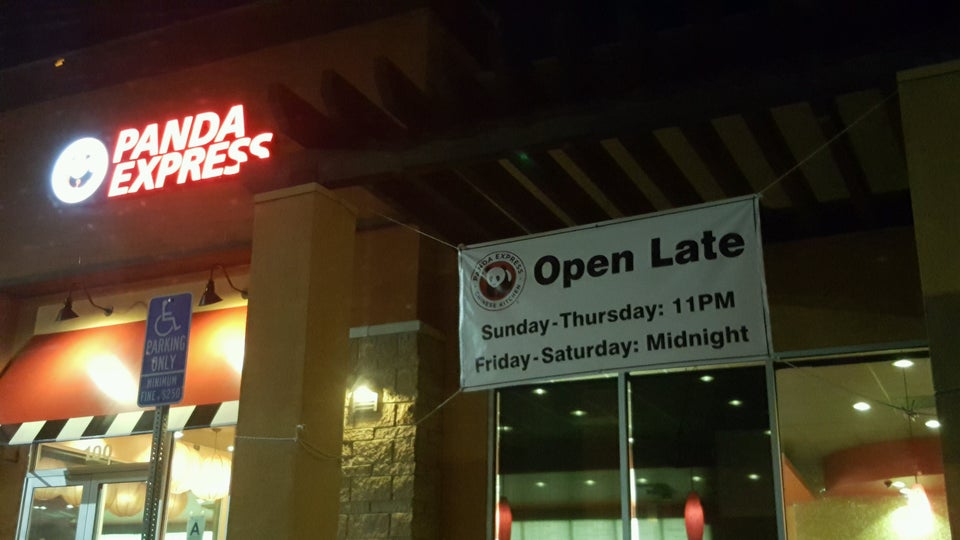 PANDA
EXPRESS
PANDA EXPRESS
CHINESE KITCHEN
Open Late
Sunday-Thursday: 11PM
Friday-Saturday: Midnight
PARKING
ONLY
MINIMUM
FINE $250
100
A